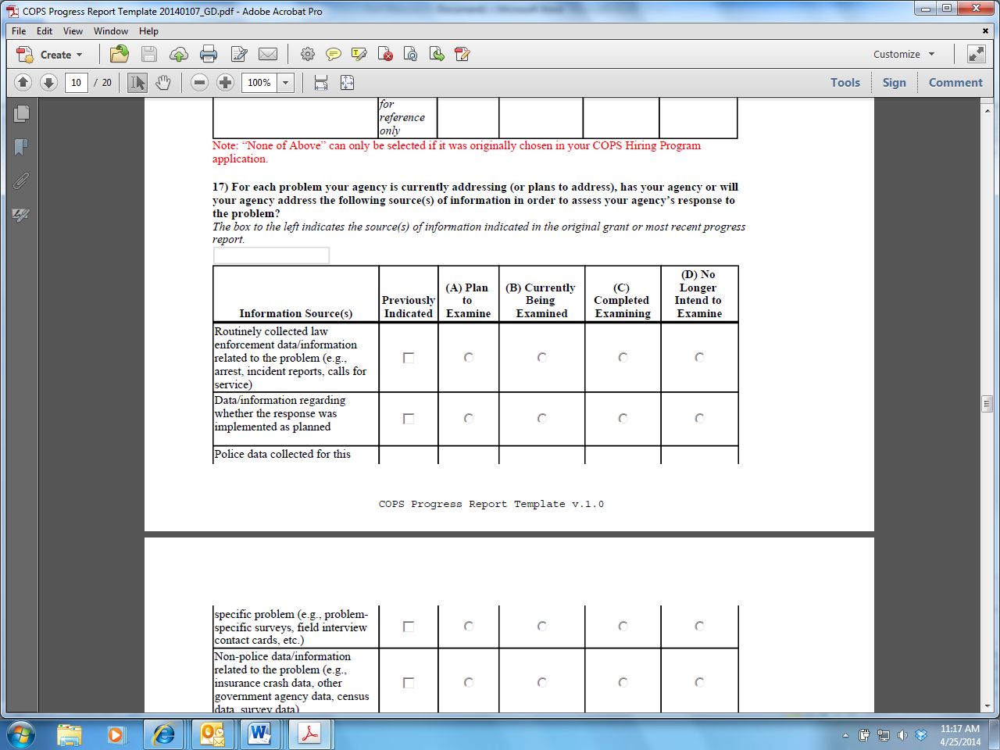 COPS Progress Report Template 20140107_GD.pdf - Adobe Acrobat Pro
File Edit View Window Help
Create
Customize
10 / 20
100%
Tools Sign Comment
for
reference
only
Note: “None of Above” can only be selected if it was originally chosen in your COPS Hiring Program
application.
17) For each problem your agency is currently addressing (or plans to address), has your agency or will
your agency address the following source(s) of information in order to assess your agency’s response to
the problem?
The box to the left indicates the source(s) of information indicated in the original grant or most recent progress
report.
Information Source(s)
Previously
Indicated
(A) Plan
to
Examine
(B) Currently
Being
Examined
(C)
Completed
Examining
(D) No
Longer
Intend to
Examine
Routinely collected law
enforcement data/information
related to the problem (e.g.,
arrest, incident reports, calls for
service)
Data/information regarding
whether the response was
implemented as planned
Police data collected for this
COPS Progress Report Template v.1.0
specific problem (e.g., problem-
specific surveys, field interview
contact cards, etc.)
Non-police data/information
related to the problem (e.g.,
insurance crash data, other
government agency data, census
data, survey data)
11:17 AM
4/25/2014